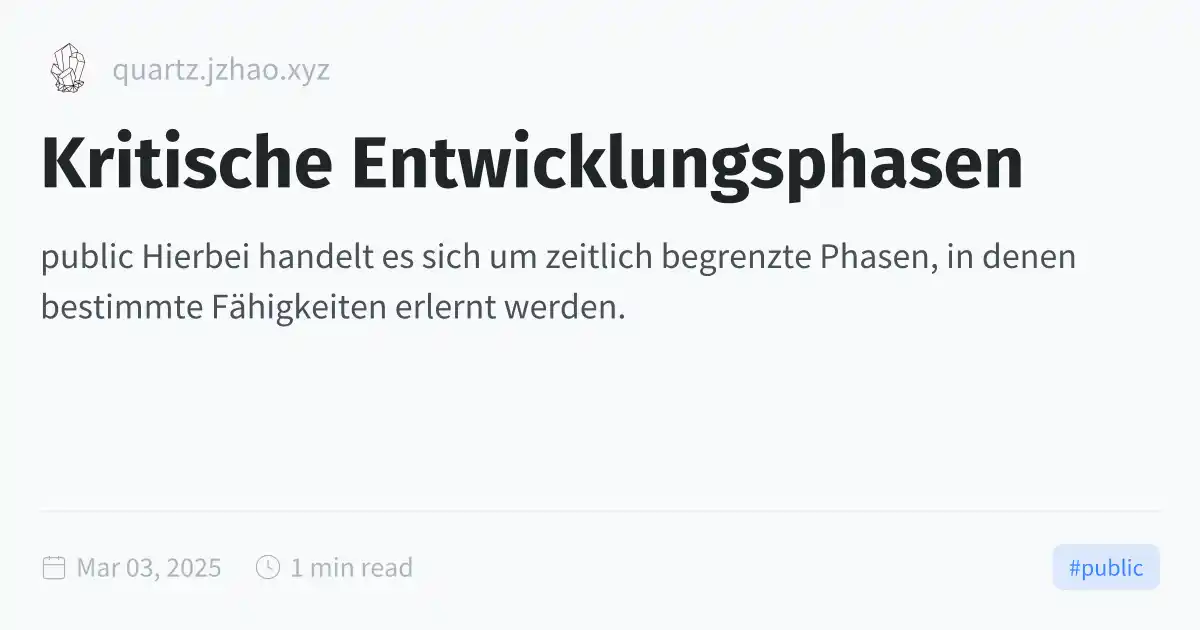 quartz.jzhao.xyz
Kritische Entwicklungsphasen
public Hierbei handelt es sich um zeitlich begrenzte Phasen, in denen
bestimmte Fähigkeiten erlernt werden.
Mar 03, 2025 1 min read #public